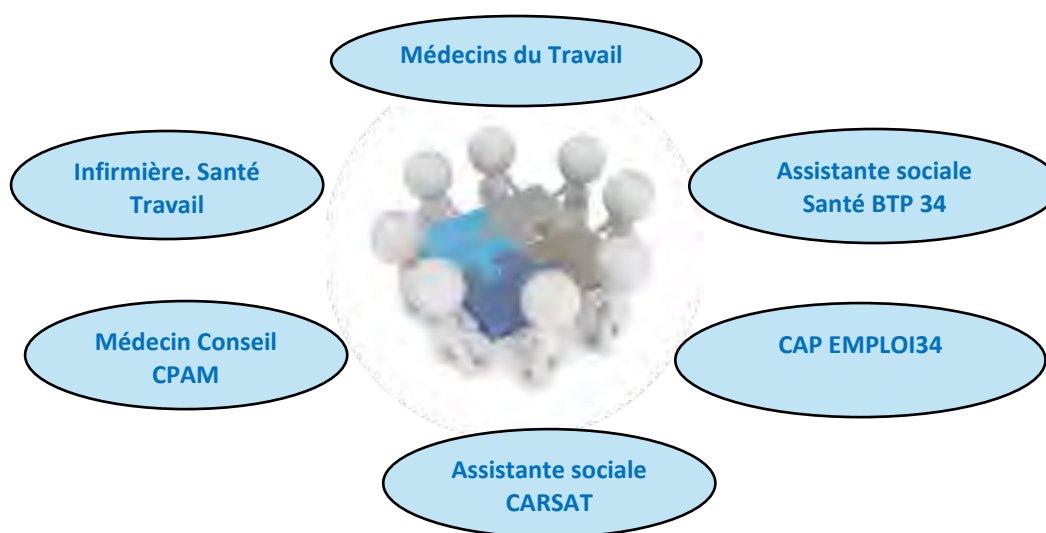 Médecins du Travail
Infirmière. Santé
Travail
Assistante sociale
Santé BTP 34
Médecin Conseil
CPAM
CAP EMPLOI34
Assistante sociale
CARSAT